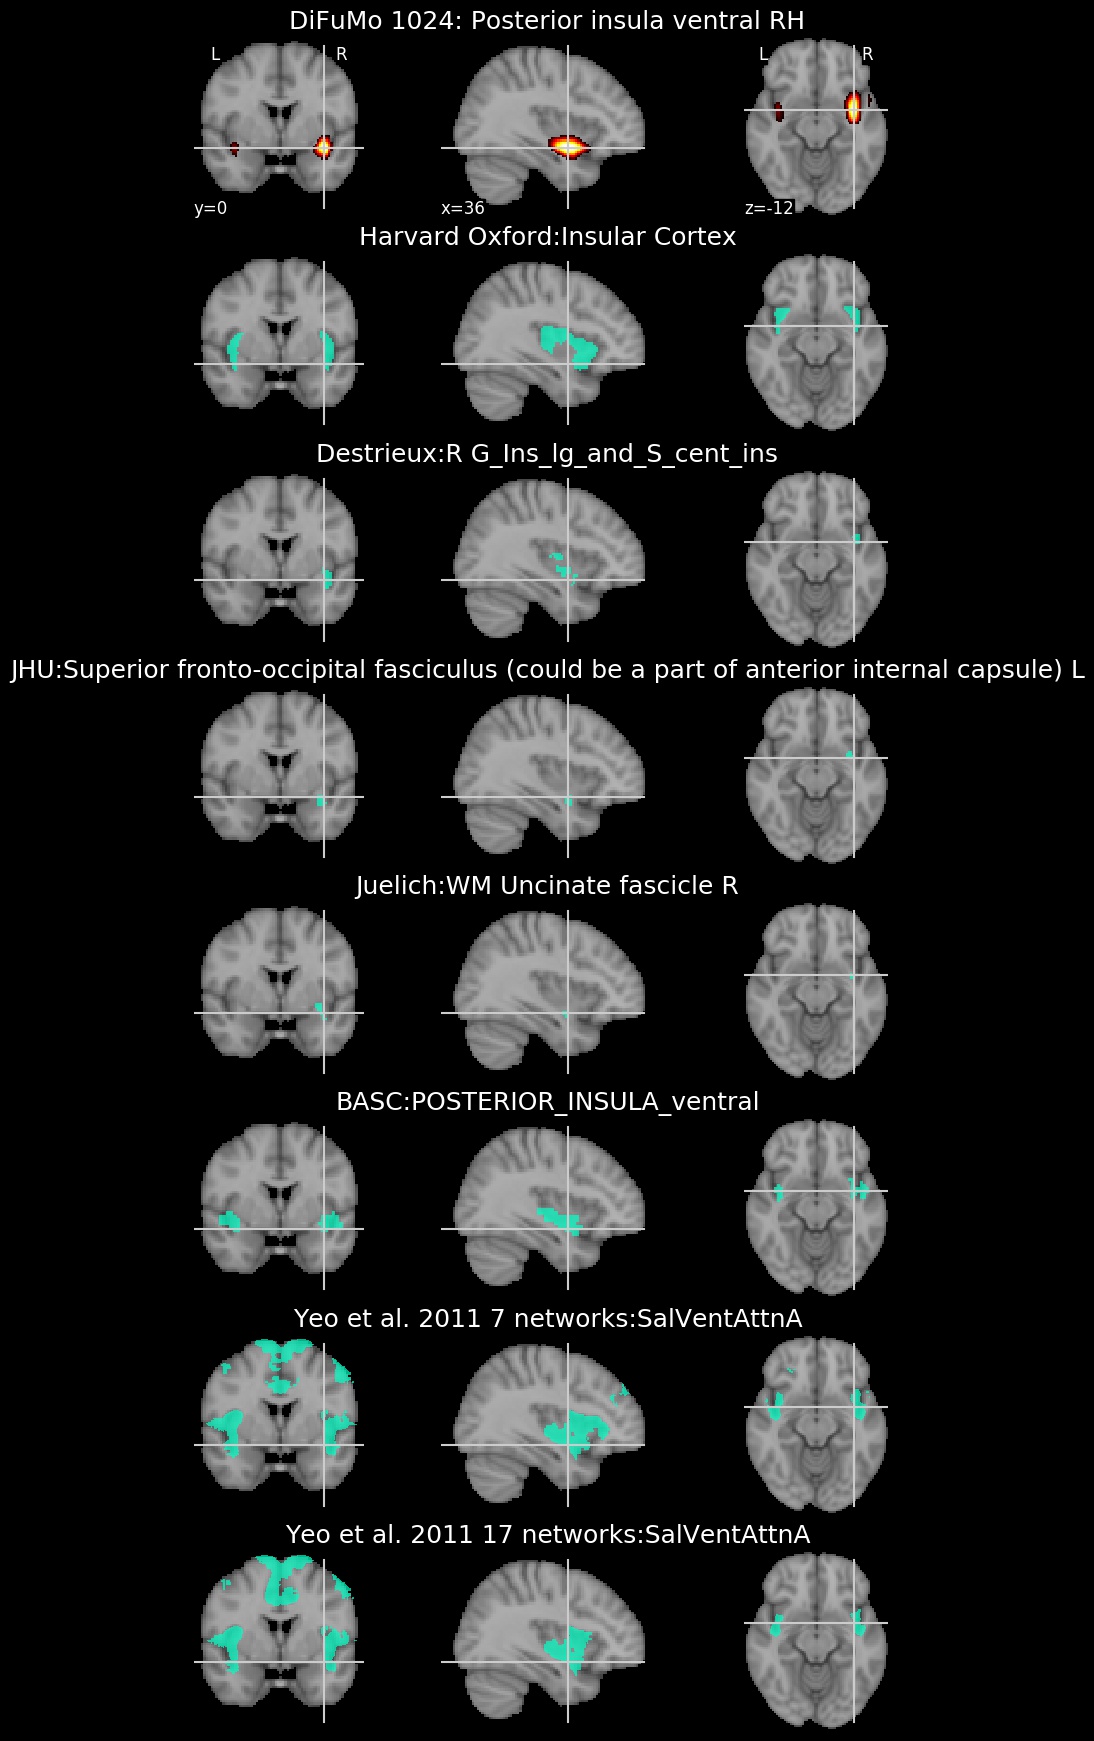 DiFuMo 1024: Posterior insula ventral RH
L R L R
y=0 x=36 z=-12
Harvard Oxford:Insular Cortex
Destrieux:R G_Ins_lg_and_S_cent_ins
JHU:Superior fronto-occipital fasciculus (could be a part of anterior internal capsule) L
Juelich:WM Uncinate fascicle R
BASC:POSTERIOR_INSULA_ventral
Yeo et al. 2011 7 networks:SalVentAttnA
Yeo et al. 2011 17 networks:SalVentAttnA